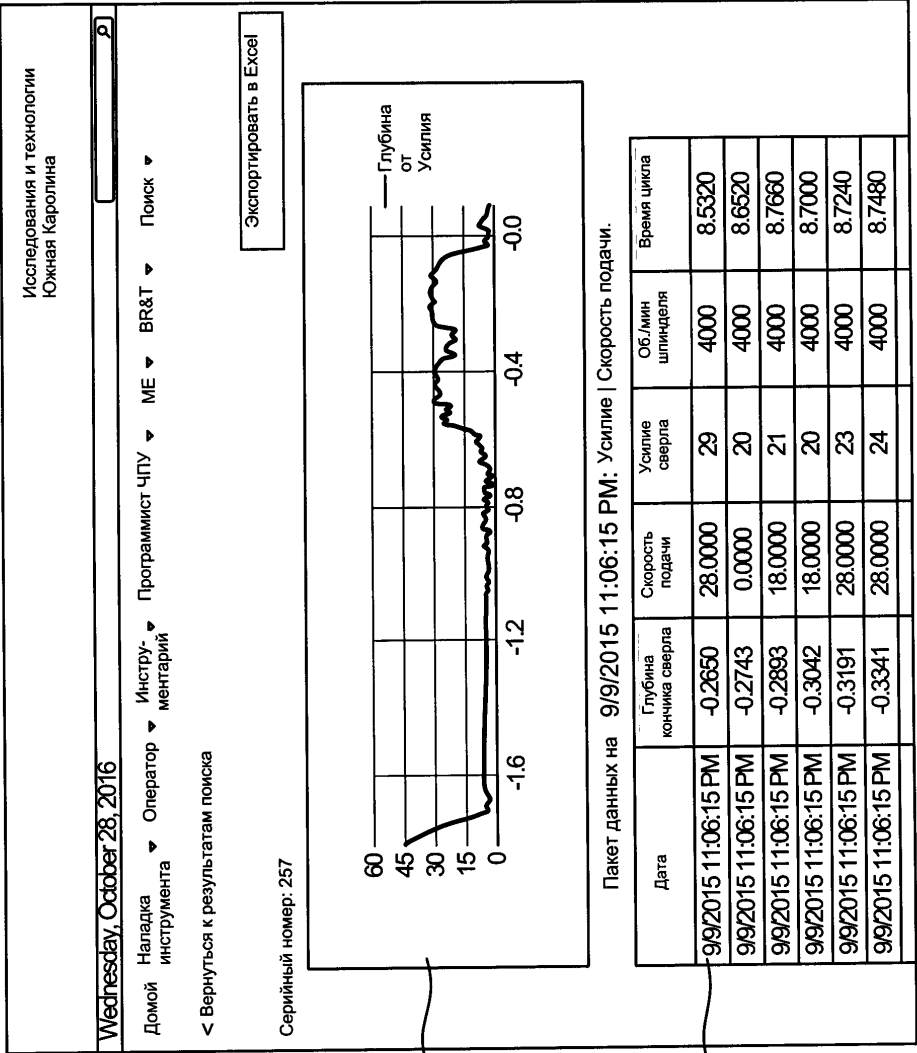 Исследования и технологии
Южная Каролина
Wednesday, October 28, 2016
Домой Наладка инструмента Оператор Инстру-ментарий Программист ЧПУ ME BR&T Поиск
< Вернуться к результатам поиска
Экспортировать в Excel
Серийный номер: 257
60
45
30
15
0
-1.6 -1.2 -0.8 -0.4 -0.0
Глубина
от
Усилия
Пакет данных на 9/9/2015 11:06:15 PM: Усилие | Скорость подачи.
Дата Глубина кончика сверла Скорость подачи Усилие сверла Об./мин шпинделя Время цикла
9/9/2015 11:06:15 PM -0.2650 28.0000 29 4000 8.5320
9/9/2015 11:06:15 PM -0.2743 0.0000 20 4000 8.6520
9/9/2015 11:06:15 PM -0.2893 18.0000 21 4000 8.7660
9/9/2015 11:06:15 PM -0.3042 18.0000 20 4000 8.7000
9/9/2015 11:06:15 PM -0.3191 28.0000 23 4000 8.7240
9/9/2015 11:06:15 PM -0.3341 28.0000 24 4000 8.7480